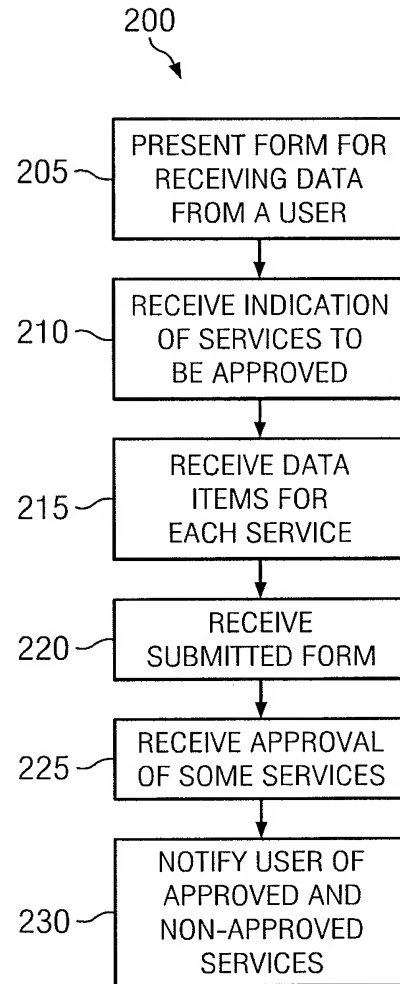 200
205
PRESENT FORM FOR
RECEIVING DATA
FROM A USER
210
RECEIVE INDICATION
OF SERVICES TO
BE APPROVED
215
RECEIVE DATA
ITEMS FOR
EACH SERVICE
220
RECEIVE
SUBMITTED FORM
225
RECEIVE APPROVAL
OF SOME SERVICES
230
NOTIFY USER OF
APPROVED AND
NON-APPROVED
SERVICES